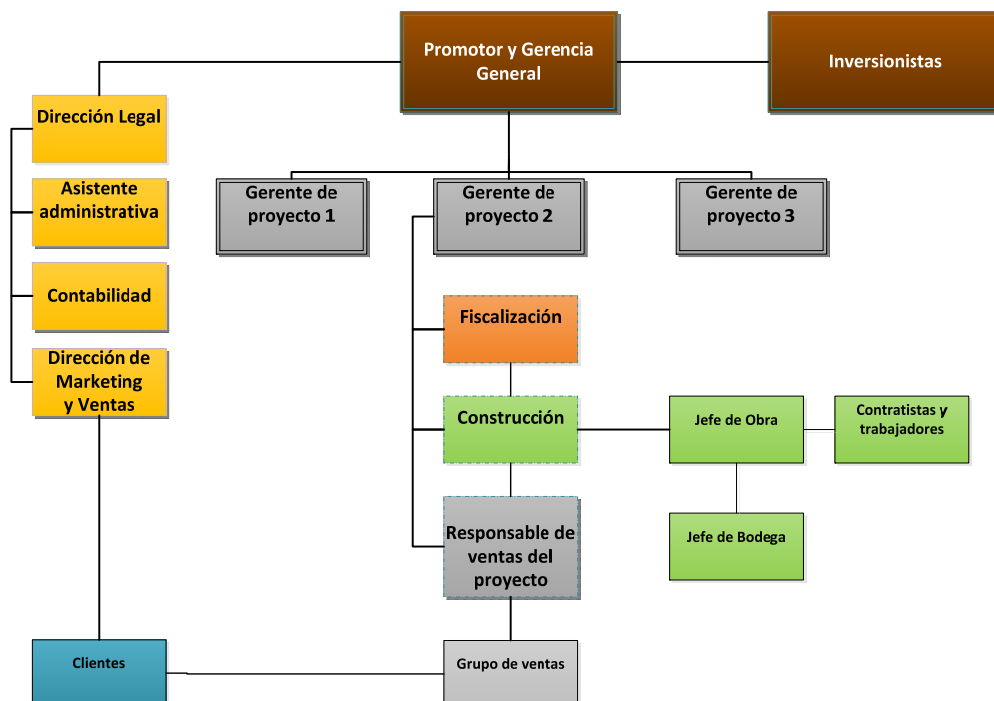 Promotor y Gerencia
General
Inversionistas
Dirección Legal
Asistente
administrativa
Contabilidad
Dirección de
Marketing
y Ventas
Gerente de
proyecto 1
Gerente de
proyecto 2
Gerente de
proyecto 3
Fiscalización
Construcción
Jefe de Obra
Contratistas y
trabajadores
Responsable de
ventas del
proyecto
Jefe de Bodega
Clientes
Grupo de ventas